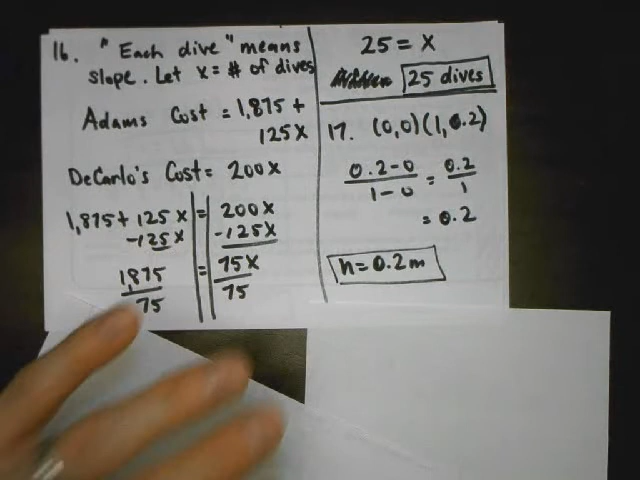 16. "Each dive" means
slope. Let x = # of dives
Adams Cost = 1,875 +
125x
DeCarlo's Cost = 200x
1,875 + 125x = 200x
-125x -125x
1,875 = 75x
75 75
25 = x
25 dives
17. (0,0)(1,0.2)
0.2-0 = 0.2
1-0 1
= 0.2
h = 0.2m